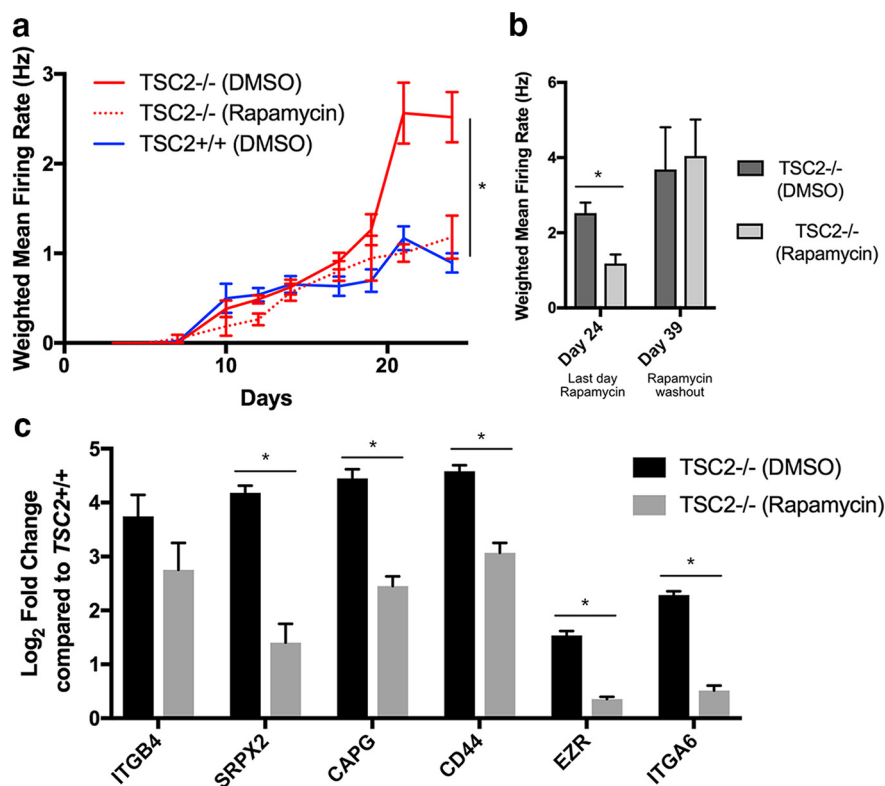 a
Weighted Mean Firing Rate (Hz)
3
2
1
0
TSC2-/- (DMSO)
TSC2-/- (Rapamycin)
TSC2+/+ (DMSO)
*
0
10
20
Days
b
Weighted Mean Firing Rate (Hz)
6
4
2
0
*
Day 24
Last day
Rapamycin
Day 39
Rapamycin
washout
TSC2-/-
(DMSO)
TSC2-/-
(Rapamycin)
c
Log2 Fold Change
compared to TSC2+/+
5
4
3
2
1
0
*
*
*
*
*
TSC2-/- (DMSO)
TSC2-/- (Rapamycin)
ITGB4
SRPX2
CAPG
CD44
EZR
ITGA6